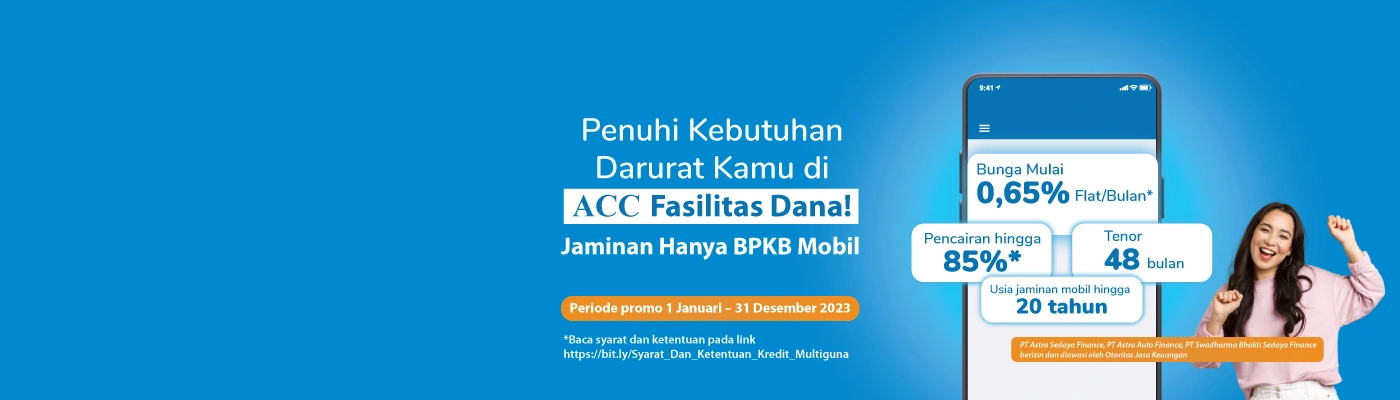 Penuhi Kebutuhan
Darurat Kamu di
ACC Fasilitas Dana!
Jaminan Hanya BPKB Mobil
Periode promo 1 Januari – 31 Desember 2023
*Baca syarat dan ketentuan pada link
https://bit.ly/Syarat_Dan_Ketentuan_Kredit_Multiguna
9:41
Bunga Mulai
0,65% Flat/Bulan*
Pencairan hingga
85%*
Tenor
48 bulan
Usia jaminan mobil hingga
20 tahun
PT Astra Sedaya Finance, PT Astra Auto Finance, PT Swadharma Bhakti Sedaya Finance
berizin dan diawasi oleh Otoritas Jasa Keuangan